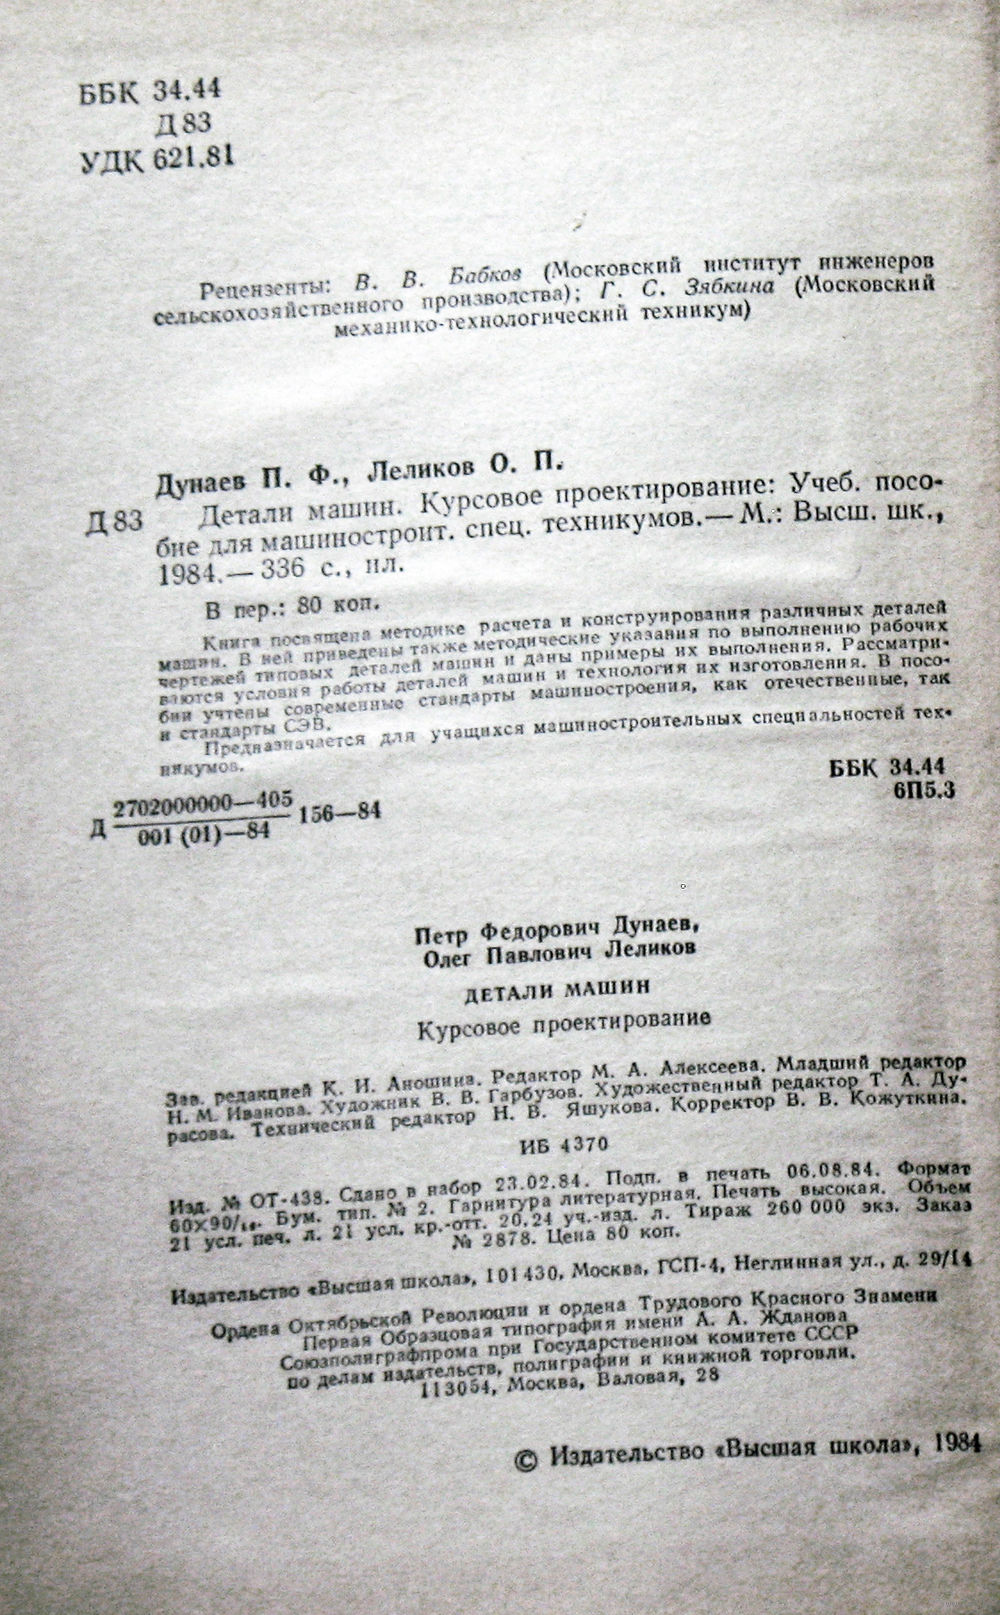 ББК 34.44
Д83
УДК 621.81
Рецензенты: В. В. Бабков (Московский институт инженеров
сельскохозяйственного производства); Г. С. Зябкина (Московский
механико-технологический техникум)
Дунаев П. Ф., Леликов О. П.
Д83 Детали машин. Курсовое проектирование: Учеб. посо-
бие для машиностроит. спец. техникумов.— М.: Высш. шк.,
1984.— 336 с., ил.
В пер.: 80 коп.
Книга посвящена методике расчета и конструирования различных деталей
машин. В ней приведены также методические указания по выполнению рабочих
чертежей типовых деталей машин и даны примеры их выполнения. Рассматри-
ваются условия работы деталей машин и технология их изготовления. В посо-
бии учтены современные стандарты машиностроения, как отечественные, так
и стандарты СЭВ.
Предназначается для учащихся машиностроительных специальностей тех-
никумов.
ББК 34.44
6П5.3
2702000000—405
Д 156—84
001 (01)—84
Петр Федорович Дунаев,
Олег Павлович Леликов
ДЕТАЛИ МАШИН
Курсовое проектирование
Зав. редакцией К. И. Аношина. Редактор М. А. Алексеева. Младший редактор
Н. М. Иванова. Художник В. В. Гарбузов. Художественный редактор Т. А. Ду-
расова. Технический редактор Н. В. Яшукова. Корректор В. В. Кожуткина.
ИБ 4370
Изд. № ОТ-438. Сдано в набор 23.02.84. Подп. в печать 06.08.84. Формат
60×90/16. Бум. тип. № 2. Гарнитура литературная. Печать высокая. Объем
21 усл. печ. л. 21 усл. кр.-отт. 20.24 уч.-изд. л. Тираж 260 000 экз. Заказ
№ 2878. Цена 80 коп.
Издательство «Высшая школа», 101430, Москва, ГСП-4, Неглинная ул., д. 29/14
Ордена Октябрьской Революции и ордена Трудового Красного Знамени
Первая Образцовая типография имени А. А. Жданова
Союзполиграфпрома при Государственном комитете СССР
по делам издательств, полиграфии и книжной торговли.
113054, Москва, Валовая, 28
© Издательство «Высшая школа», 1984